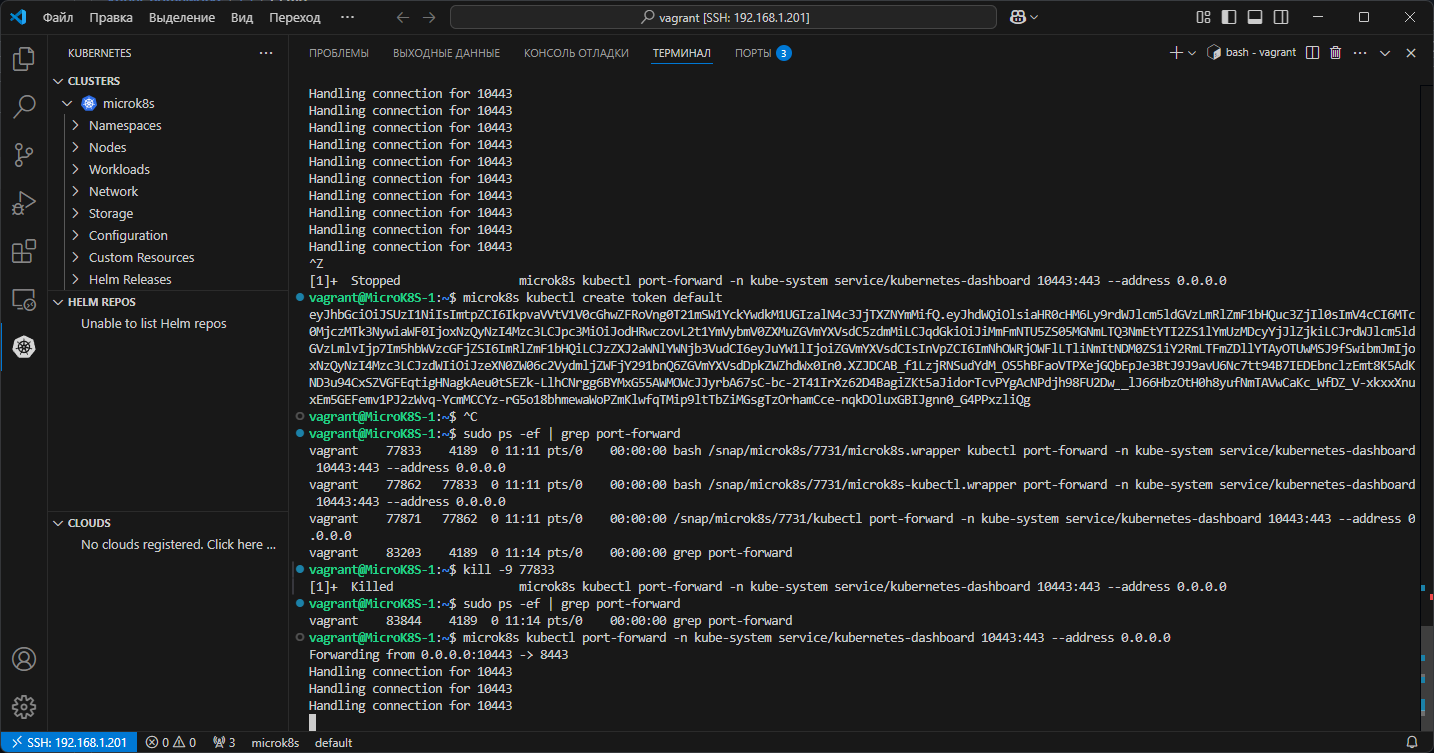 Файл Правка Выделение Вид Переход ··· vagrant [SSH: 192.168.1.201]
KUBERNETES
CLUSTERS
microk8s
Namespaces
Nodes
Workloads
Network
Storage
Configuration
Custom Resources
Helm Releases
HELM REPOS
Unable to list Helm repos
CLOUDS
No clouds registered. Click here ...
ПРОБЛЕМЫ ВЫХОДНЫЕ ДАННЫЕ КОНСОЛЬ ОТЛАДКИ ТЕРМИНАЛ ПОРТЫ 3 bash - vagrant
Handling connection for 10443
Handling connection for 10443
Handling connection for 10443
Handling connection for 10443
Handling connection for 10443
Handling connection for 10443
Handling connection for 10443
Handling connection for 10443
Handling connection for 10443
Handling connection for 10443
^Z
[1]+  Stopped                 microk8s kubectl port-forward -n kube-system service/kubernetes-dashboard 10443:443 --address 0.0.0.0
vagrant@MicroK8S-1:~$ microk8s kubectl create token default
vagrant@MicroK8S-1:~$ ^C
vagrant@MicroK8S-1:~$ sudo ps -ef | grep port-forward
vagrant    77833    4189  0 11:11 pts/0    00:00:00 bash /snap/microk8s/7731/microk8s.wrapper kubectl port-forward -n kube-system service/kubernetes-dashboard
10443:443 --address 0.0.0.0
vagrant    77862   77833  0 11:11 pts/0    00:00:00 bash /snap/microk8s/7731/microk8s-kubectl.wrapper port-forward -n kube-system service/kubernetes-dashboard
10443:443 --address 0.0.0.0
vagrant    77871   77862  0 11:11 pts/0    00:00:00 /snap/microk8s/7731/kubectl port-forward -n kube-system service/kubernetes-dashboard 10443:443 --address 0
.0.0.0
vagrant    83203    4189  0 11:14 pts/0    00:00:00 grep port-forward
vagrant@MicroK8S-1:~$ kill -9 77833
[1]+  Killed                  microk8s kubectl port-forward -n kube-system service/kubernetes-dashboard 10443:443 --address 0.0.0.0
vagrant@MicroK8S-1:~$ sudo ps -ef | grep port-forward
vagrant    83844    4189  0 11:14 pts/0    00:00:00 grep port-forward
vagrant@MicroK8S-1:~$ microk8s kubectl port-forward -n kube-system service/kubernetes-dashboard 10443:443 --address 0.0.0.0
Forwarding from 0.0.0.0:10443 -> 8443
Handling connection for 10443
Handling connection for 10443
Handling connection for 10443
SSH: 192.168.1.201 0 0 3 microk8s default